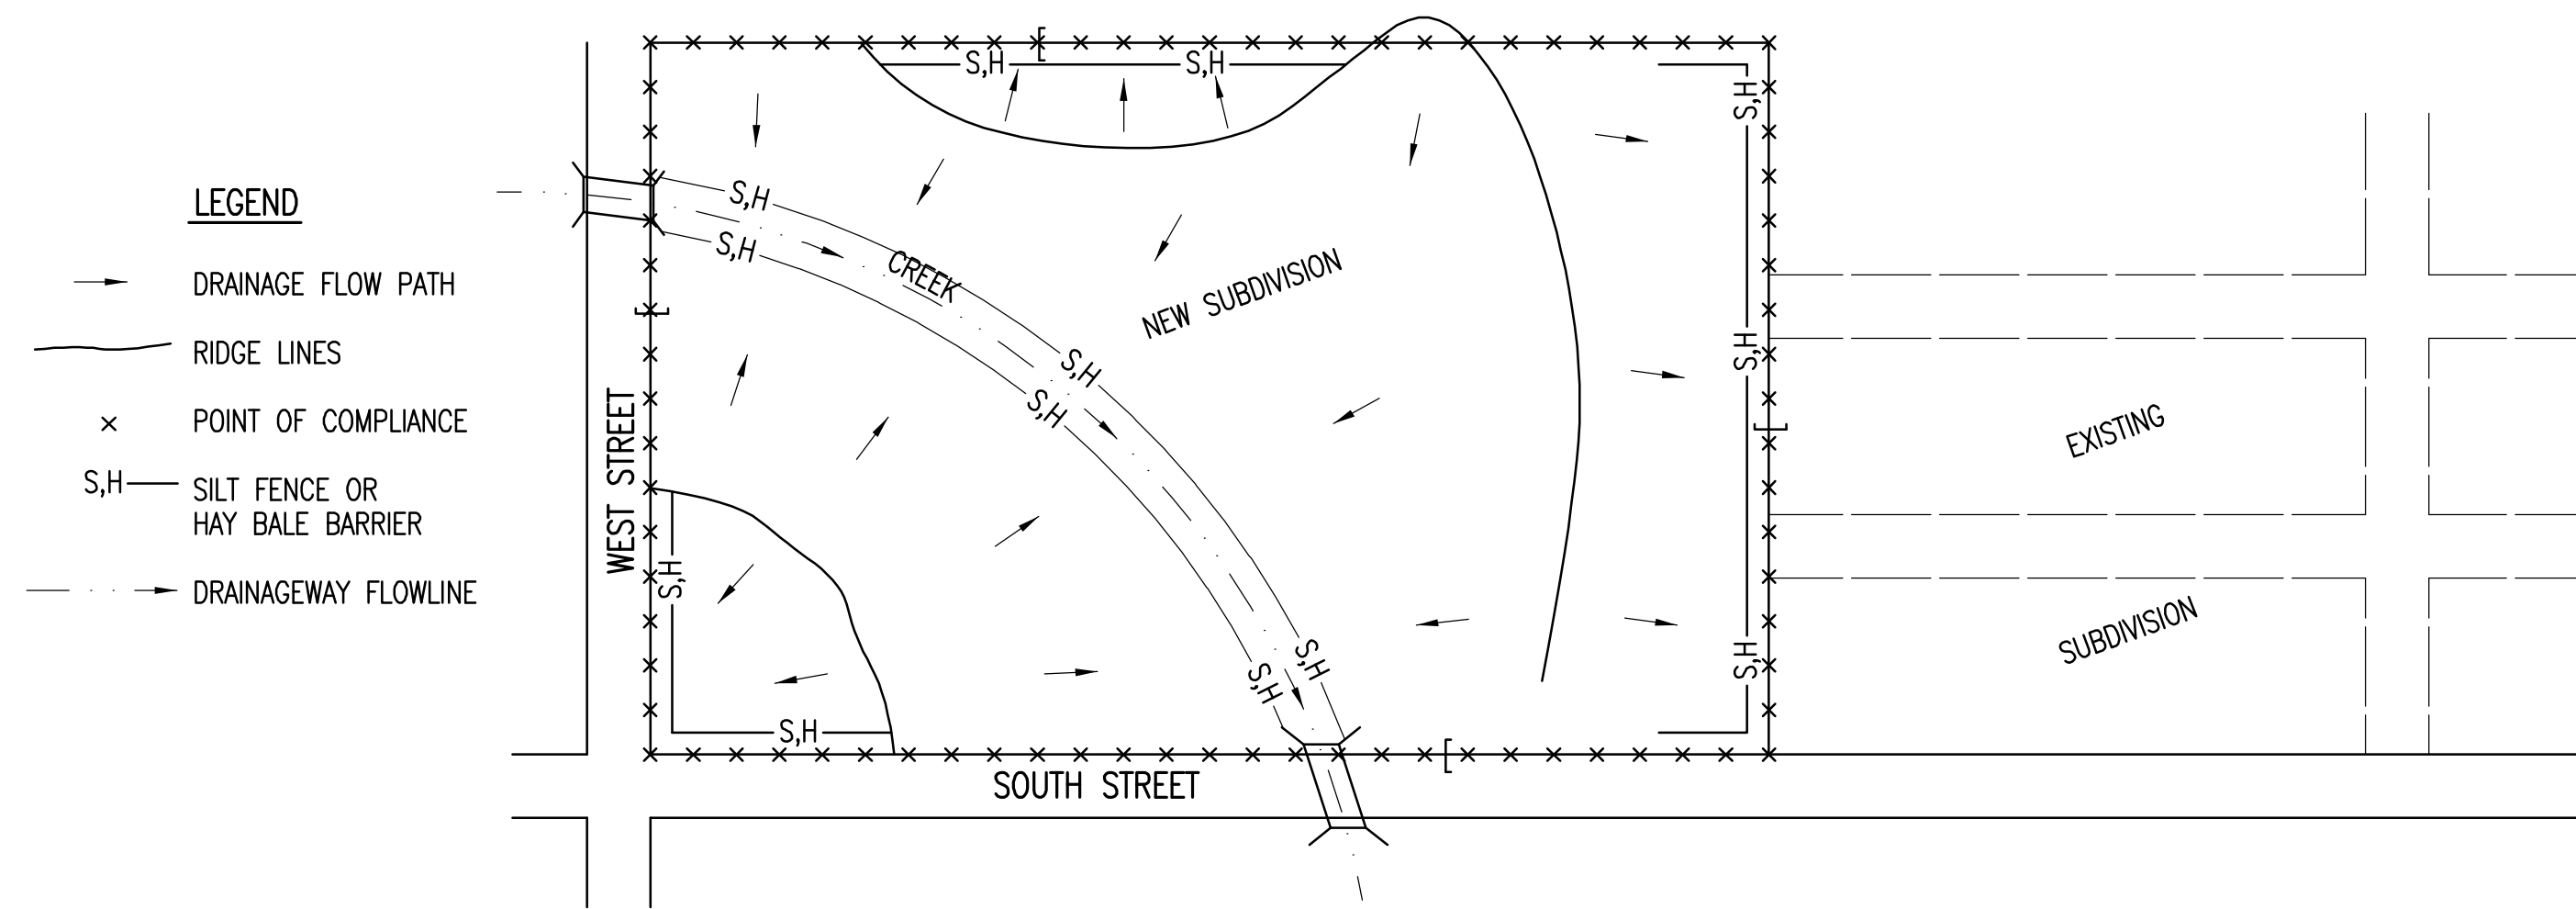 LEGEND
DRAINAGE FLOW PATH
RIDGE LINES
× POINT OF COMPLIANCE
S,H SILT FENCE OR
HAY BALE BARRIER
DRAINAGEWAY FLOWLINE
S,H
S,H
S,H
S,H
S,H
CREEK
NEW SUBDIVISION
S,H
S,H
S,H
WEST STREET
S,H
S,H
S,H
S,H
S,H
SOUTH STREET
EXISTING
SUBDIVISION